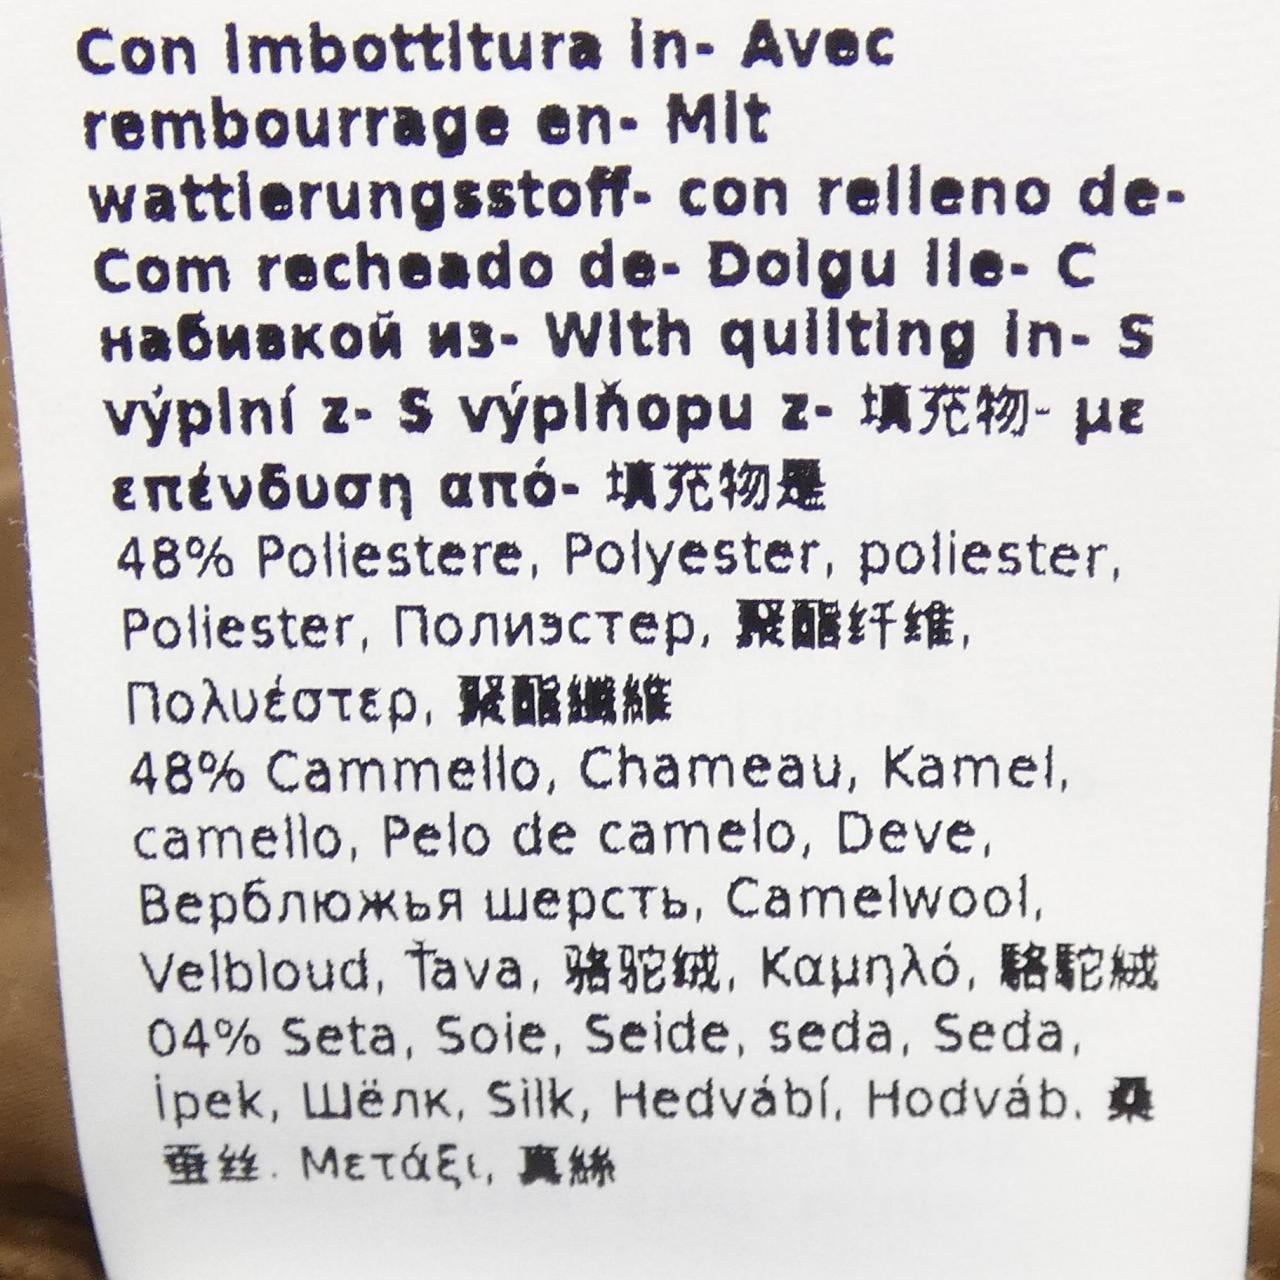 Con imbottitura in- Avec
rembourrage en- Mit
wattierungsstoff- con relleno de-
Com recheado de- Dolgu ile- C
набивкой из- With quilting in- S
výplní z- S výplňopu z- 填充物- με
επένδυση από- 填充物是
48% Poliestere, Polyester, poliester,
Poliester, Полиэстер, 聚酯纤维,
Πολυέστερ, 聚酯纖維
48% Cammello, Chameau, Kamel,
camello, Pelo de camelo, Deve,
Верблюжья шерсть, Camelwool,
Velbloud, Ťava, 骆驼绒, Καμηλό, 駱駝絨
04% Seta, Soie, Seide, seda, Seda,
İpek, Шёлк, Silk, Hedvábí, Hodváb, 桑
蚕丝, Μετάξι, 真絲